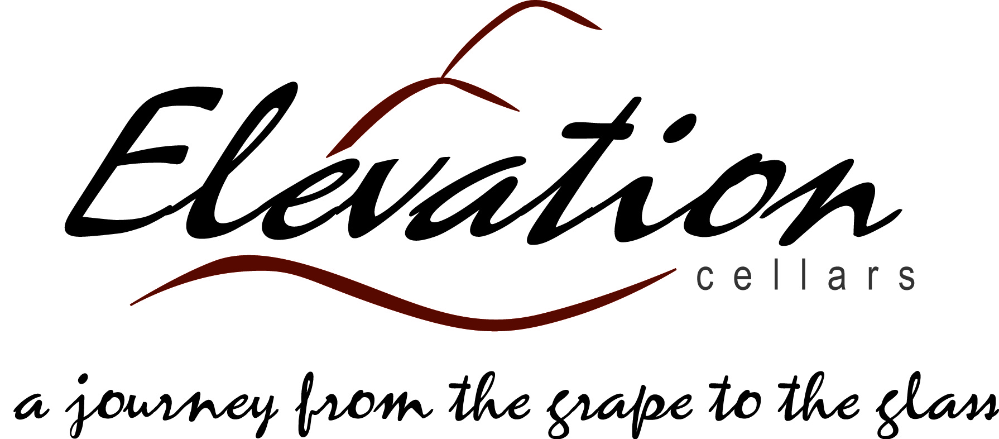 Elevation
cellars
a journey from the grape to the glass